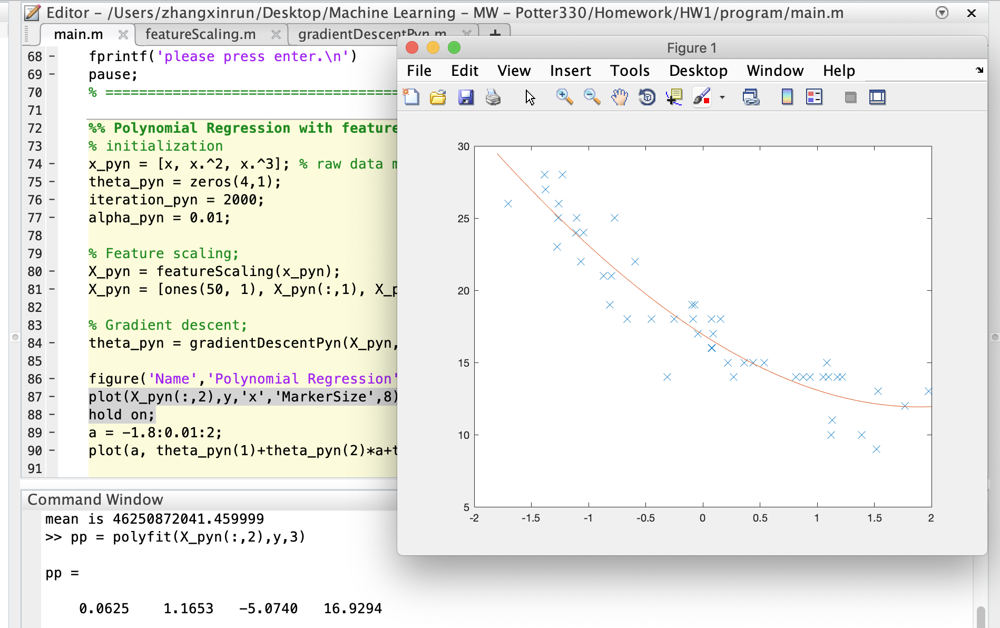 Editor – /Users/zhangxinrun/Desktop/Machine Learning – MW – Potter330/Homework/HW1/program/main.m
main.m featureScaling.m gradientDescentPyn.m +
68 – fprintf('please press enter.\n')
69 – pause;
70 % ===================================
71
72 %% Polynomial Regression with feature
73 % initialization
74 – x_pyn = [x, x.^2, x.^3]; % raw data m
75 – theta_pyn = zeros(4,1);
76 – iteration_pyn = 2000;
77 – alpha_pyn = 0.01;
78
79 % Feature scaling;
80 – X_pyn = featureScaling(x_pyn);
81 – X_pyn = [ones(50, 1), X_pyn(:,1), X_p
82
83 % Gradient descent;
84 – theta_pyn = gradientDescentPyn(X_pyn,
85
86 – figure('Name','Polynomial Regression'
87 – plot(X_pyn(:,2),y,'x','MarkerSize',8)
88 – hold on;
89 – a = -1.8:0.01:2;
90 – plot(a, theta_pyn(1)+theta_pyn(2)*a+t
91
Command Window
mean is 46250872041.459999
>> pp = polyfit(X_pyn(:,2),y,3)
pp =
0.0625 1.1653 -5.0740 16.9294
Figure 1
File Edit View Insert Tools Desktop Window Help
30
25
20
15
10
5
-2 -1.5 -1 -0.5 0 0.5 1 1.5 2